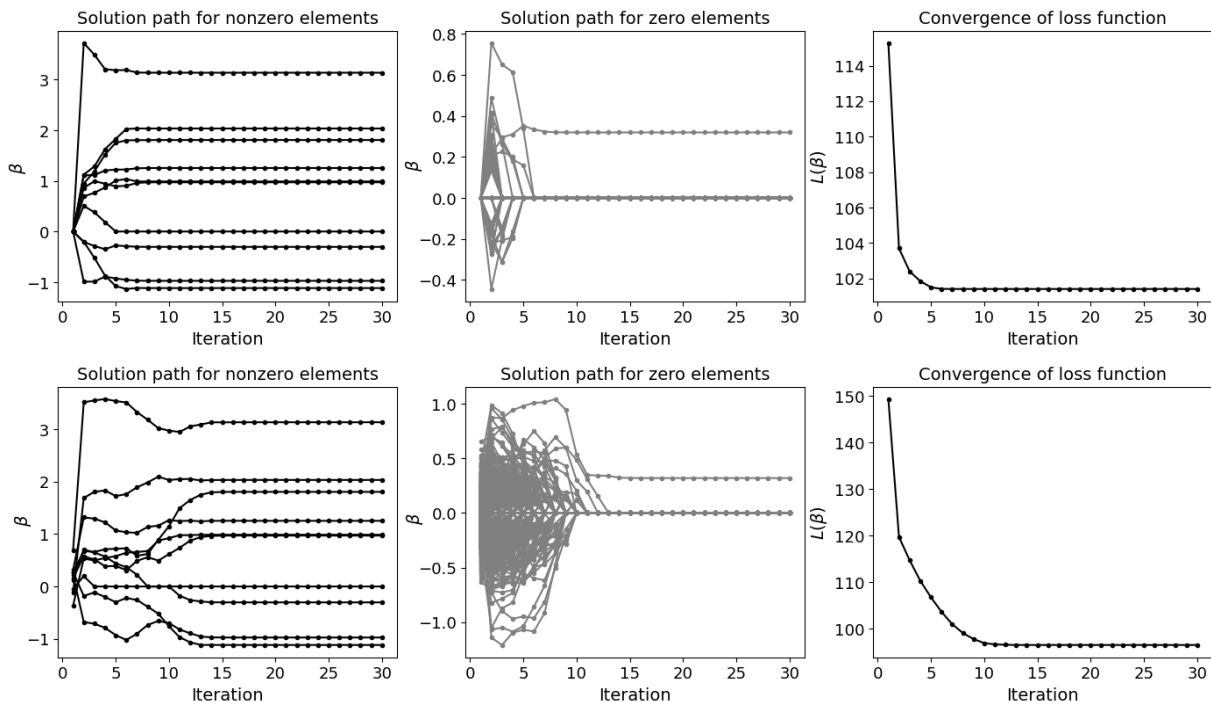 Solution path for nonzero elements
3
2
1
0
−1
β
0 5 10 15 20 25 30
Iteration
Solution path for zero elements
0.8
0.6
0.4
0.2
0.0
−0.2
−0.4
β
0 5 10 15 20 25 30
Iteration
Convergence of loss function
114
112
110
108
106
104
102
L(β)
0 5 10 15 20 25 30
Iteration
Solution path for nonzero elements
3
2
1
0
−1
β
0 5 10 15 20 25 30
Iteration
Solution path for zero elements
1.0
0.5
0.0
−0.5
−1.0
β
0 5 10 15 20 25 30
Iteration
Convergence of loss function
150
140
130
120
110
100
L(β)
0 5 10 15 20 25 30
Iteration